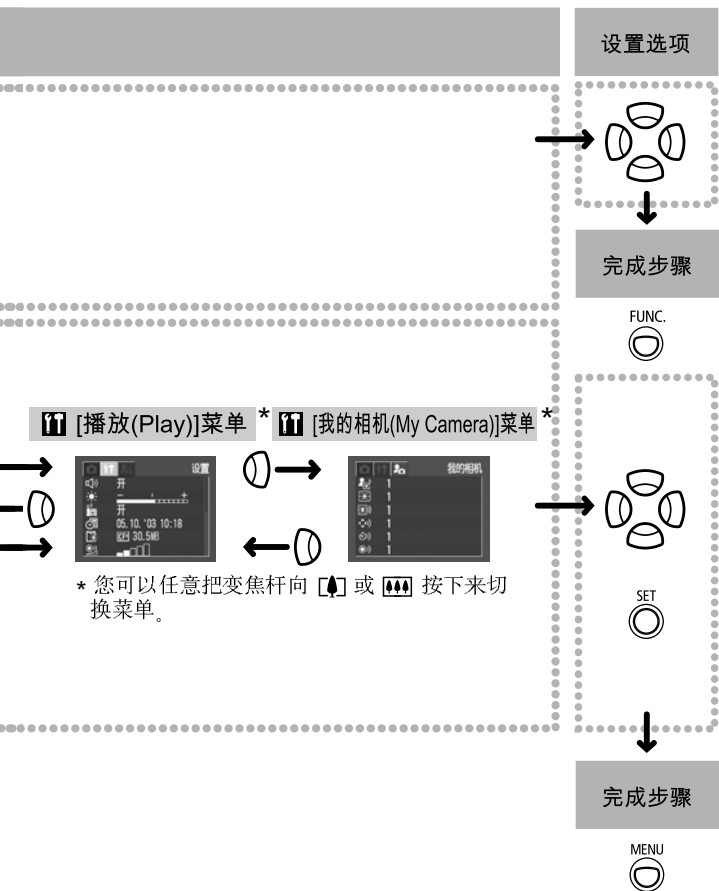 设置选项
完成步骤
FUNC.
[播放(Play)]菜单 *
[我的相机(My Camera)]菜单 *
设置
开
开
05.10.'03 10:18
30.5MB
我的相机
1
1
1
1
1
1
* 您可以任意把变焦杆向 或 按下来切
换菜单。
SET
完成步骤
MENU